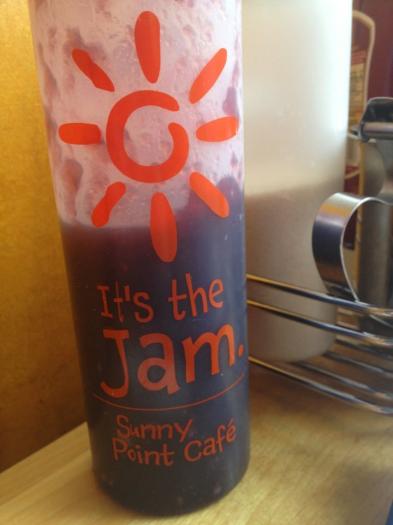 It's the
Jam.
Sunny
Point Café